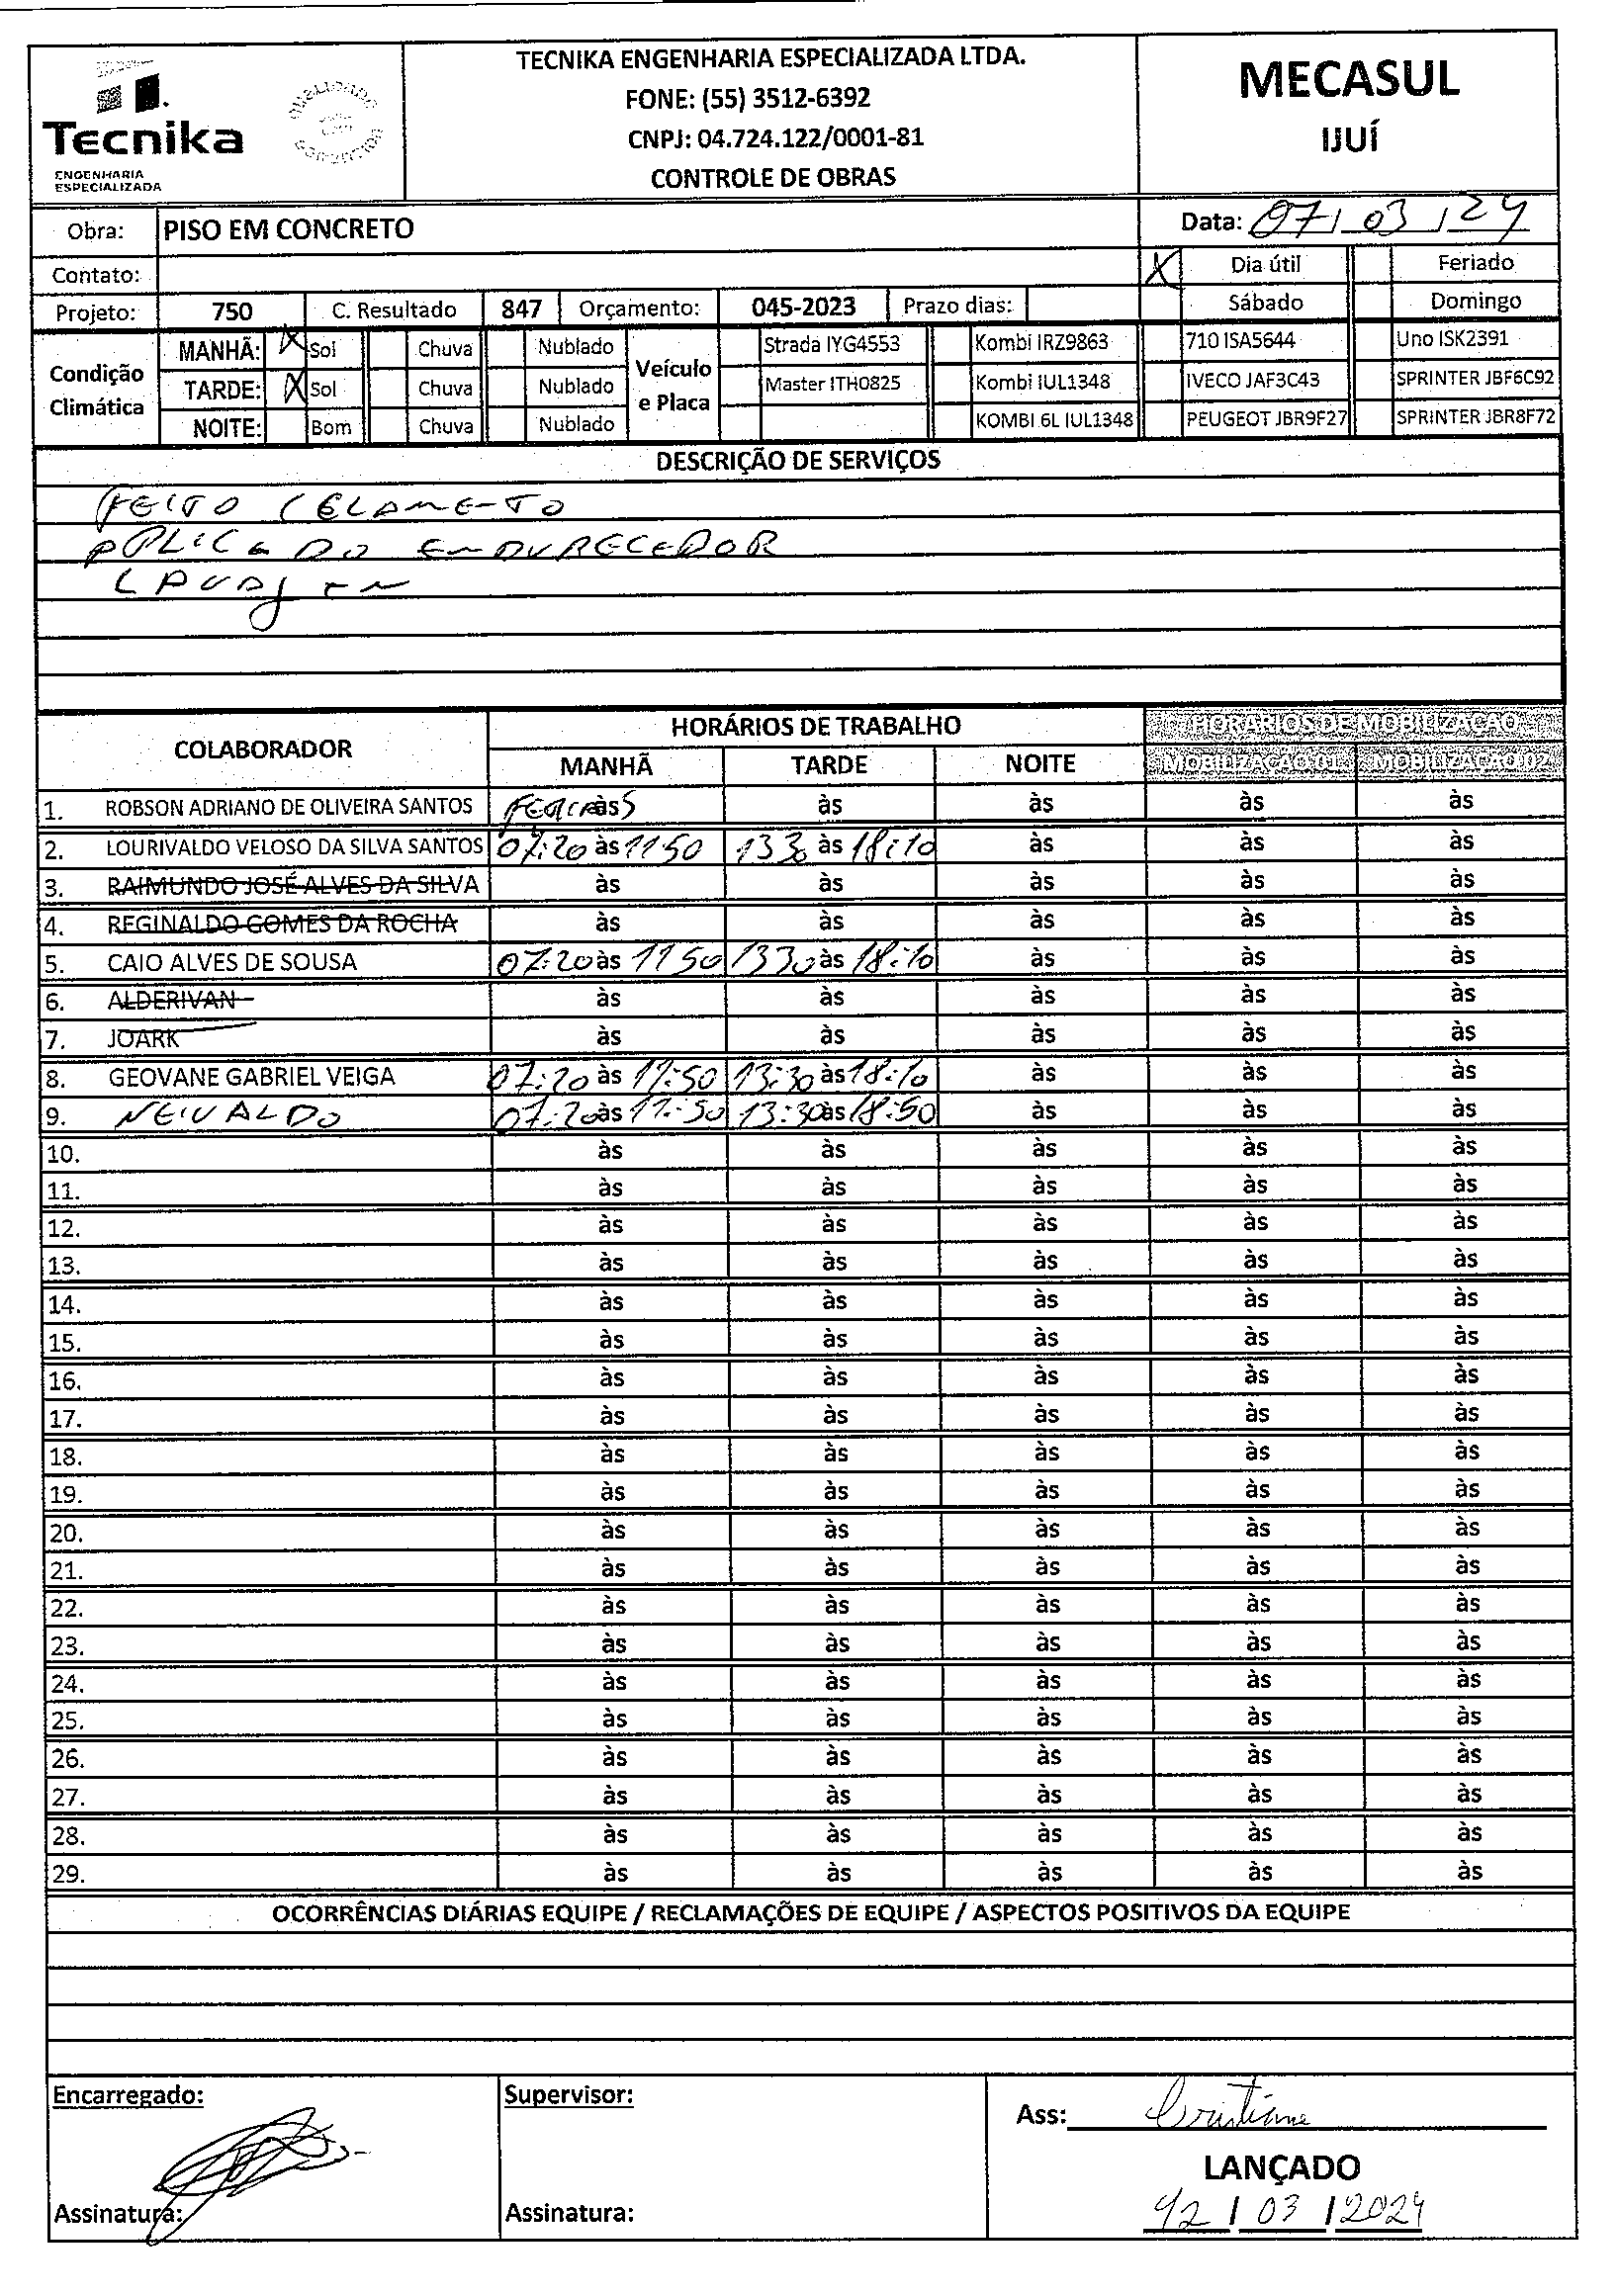 Tecnika
ENGENHARIA
ESPECIALIZADA
TECNIKA ENGENHARIA ESPECIALIZADA LTDA.
FONE: (55) 3512-6392
CNPJ: 04.724.122/0001-81
CONTROLE DE OBRAS
MECASUL
IJUÍ
Obra: PISO EM CONCRETO Data: 07/03/24
Contato: X Dia útil Feriado
Projeto: 750 C. Resultado 847 Orçamento: 045-2023 Prazo dias: Sábado Domingo
Condição Climática
MANHÃ: X Sol Chuva Nublado
TARDE: X Sol Chuva Nublado
NOITE: Bom Chuva Nublado
Veículo e Placa
Strada IYG4553 Kombi IRZ9863 710 ISA5644 Uno ISK2391
Master ITH0825 Kombi IUL1348 IVECO JAF3C43 SPRINTER JBF6C92
KOMBI 6L IUL1348 PEUGEOT JBR9F27 SPRINTER JBR8F72
DESCRIÇÃO DE SERVIÇOS
FEITO CELAMENTO
APLICADO ENDURECEDOR
LAVAJEN
COLABORADOR HORÁRIOS DE TRABALHO HORÁRIOS DE MOBILIZAÇÃO
MANHÃ TARDE NOITE MOBILIZAÇÃO 01 MOBILIZAÇÃO 02
1. ROBSON ADRIANO DE OLIVEIRA SANTOS às às às às às
2. LOURIVALDO VELOSO DA SILVA SANTOS 07:20 às 11 50 13 30 às 18:10 às às às
3. RAIMUNDO JOSÉ ALVES DA SILVA às às às às às
4. REGINALDO GOMES DA ROCHA às às às às às
5. CAIO ALVES DE SOUSA 07:20 às 11 50 13 30 às 18:10 às às às
6. ALDERIVAN às às às às às
7. JOARK às às às às às
8. GEOVANE GABRIEL VEIGA 07:20 às 11:50 13:30 às 18:10 às às às
9. NEIVALDO 07:20 às 11:50 13:30 às 18:50 às às às
10. às às às às às
11. às às às às às
12. às às às às às
13. às às às às às
14. às às às às às
15. às às às às às
16. às às às às às
17. às às às às às
18. às às às às às
19. às às às às às
20. às às às às às
21. às às às às às
22. às às às às às
23. às às às às às
24. às às às às às
25. às às às às às
26. às às às às às
27. às às às às às
28. às às às às às
29. às às às às às
OCORRÊNCIAS DIÁRIAS EQUIPE / RECLAMAÇÕES DE EQUIPE / ASPECTOS POSITIVOS DA EQUIPE
Encarregado: Supervisor: Ass: Cristiane
LANÇADO
Assinatura: Assinatura: 12/03/2024